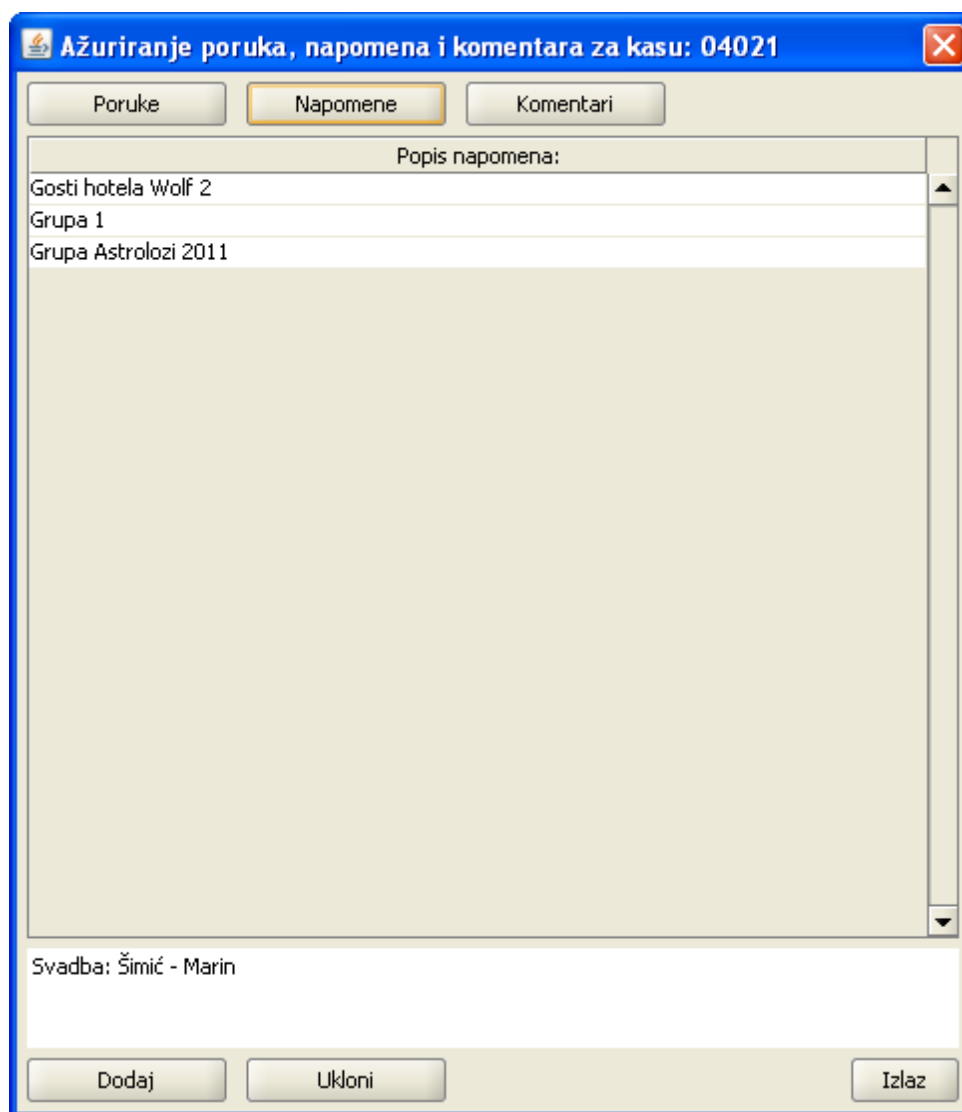 Ažuriranje poruka, napomena i komentara za kasu: 04021
Poruke Napomene Komentari
Popis napomena:
Gosti hotela Wolf 2
Grupa 1
Grupa Astrolozi 2011
Svadba: Šimić - Marin
Dodaj Ukloni Izlaz